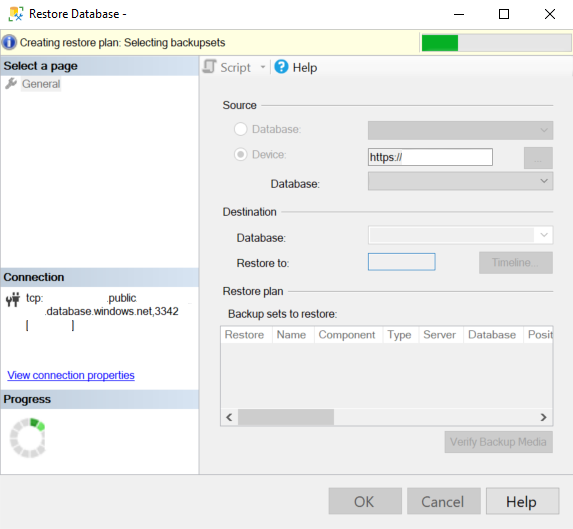 Restore Database -
Creating restore plan: Selecting backupsets
Select a page
General
Script
Help
Source
Database:
Device:
https://
...
Database:
Destination
Database:
Restore to:
Timeline...
Restore plan
Backup sets to restore:
Restore Name Component Type Server Database Posit
Verify Backup Media
Connection
tcp: .public
.database.windows.net,3342
[ ]
View connection properties
Progress
OK Cancel Help